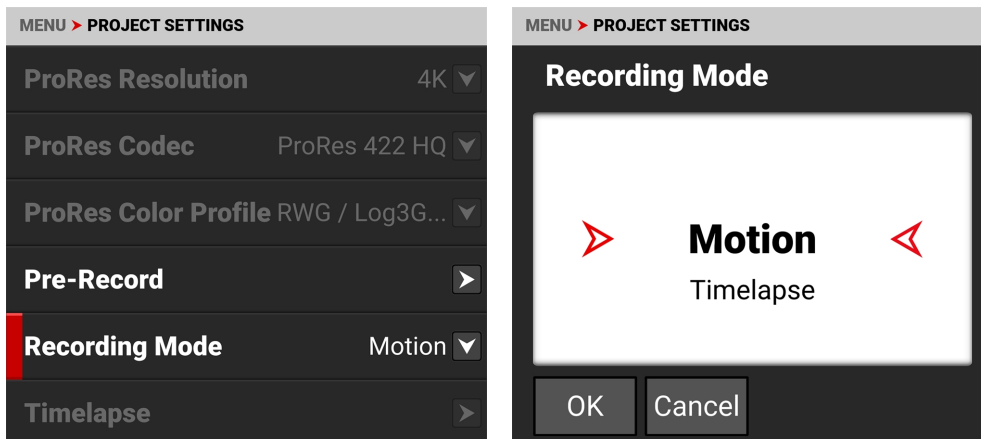 MENU ➤ PROJECT SETTINGS
ProRes Resolution 4K
ProRes Codec ProRes 422 HQ
ProRes Color Profile RWG / Log3G...
Pre-Record
Recording Mode Motion
Timelapse
MENU ➤ PROJECT SETTINGS
Recording Mode
Motion
Timelapse
OK Cancel